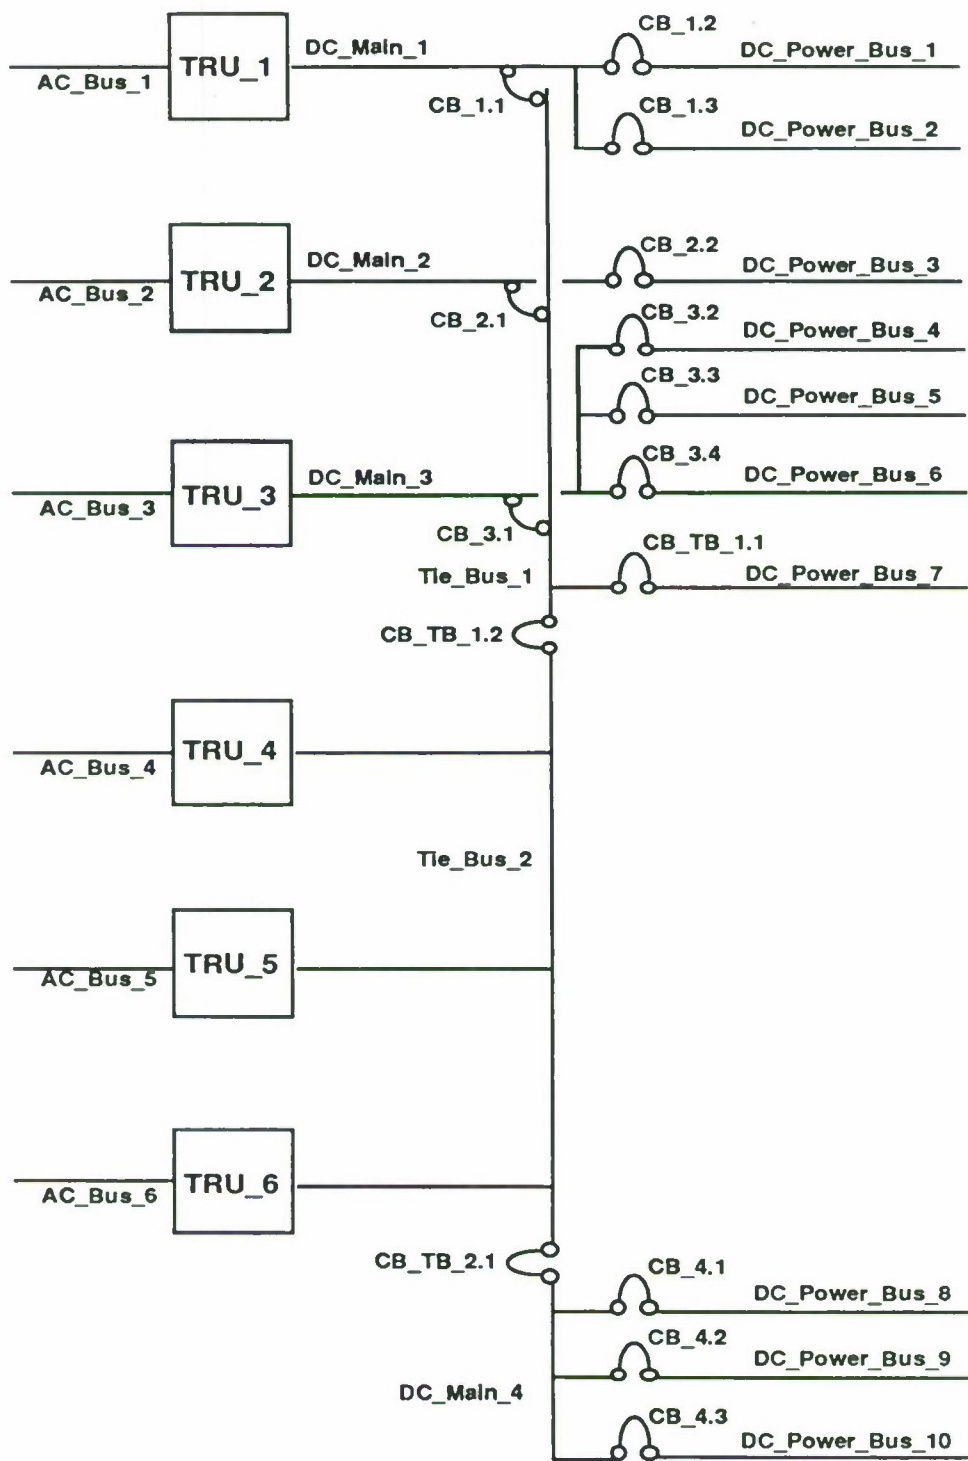 CB_1.2
DC_Main_1
DC_Power_Bus_1
TRU_1
AC_Bus_1
CB_1.1
CB_1.3
DC_Power_Bus_2
CB_2.2
DC_Main_2
DC_Power_Bus_3
TRU_2
AC_Bus_2
CB_2.1
CB_3.2
DC_Power_Bus_4
CB_3.3
DC_Power_Bus_5
CB_3.4
DC_Main_3
DC_Power_Bus_6
TRU_3
AC_Bus_3
CB_3.1
CB_TB_1.1
Tie_Bus_1
DC_Power_Bus_7
CB_TB_1.2
TRU_4
AC_Bus_4
Tie_Bus_2
TRU_5
AC_Bus_5
TRU_6
AC_Bus_6
CB_TB_2.1
CB_4.1
DC_Power_Bus_8
CB_4.2
DC_Power_Bus_9
DC_Main_4
CB_4.3
DC_Power_Bus_10